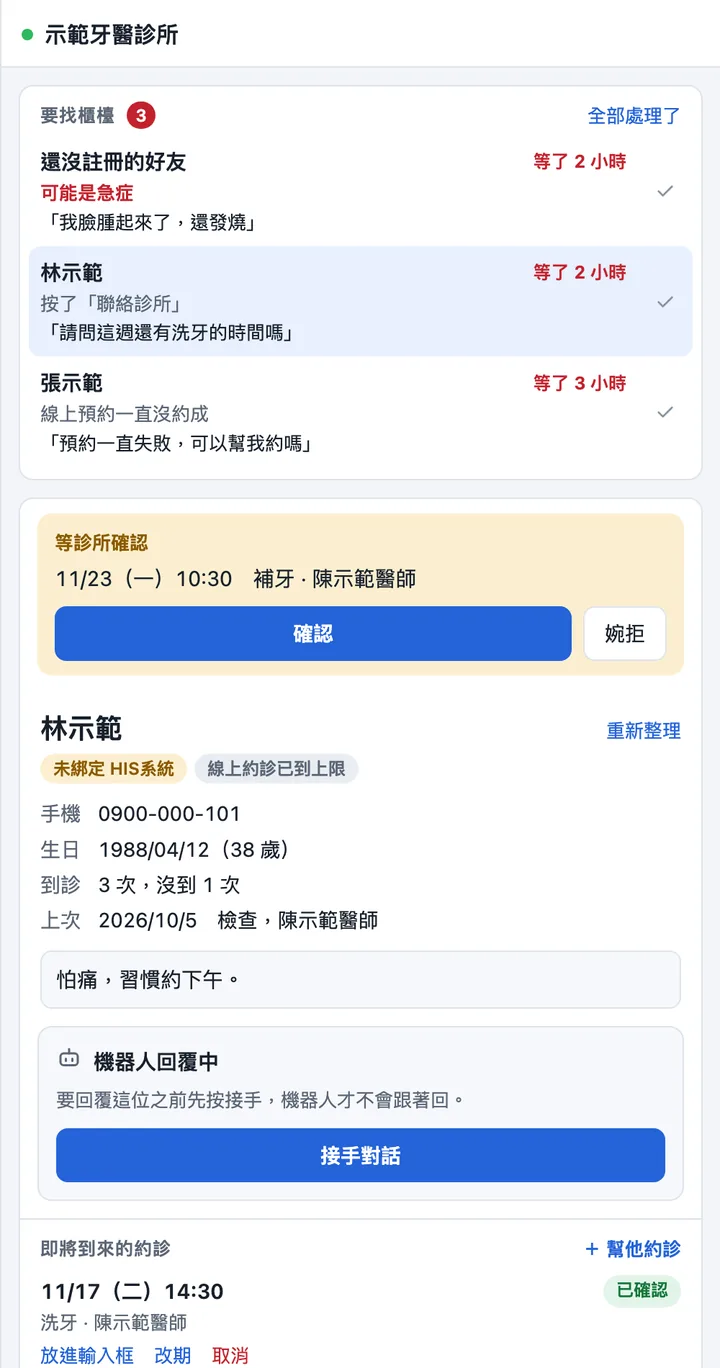 示範牙醫診所
要找櫃檯 3 全部處理了
還沒註冊的好友 等了 2 小時
可能是急症
「我臉腫起來了，還發燒」
林示範 等了 2 小時
按了「聯絡診所」
「請問這週還有洗牙的時間嗎」
張示範 等了 3 小時
線上預約一直沒約成
「預約一直失敗，可以幫我約嗎」
等診所確認
11/23（一）10:30 補牙 · 陳示範醫師
確認 婉拒
林示範 重新整理
未綁定 HIS系統 線上約診已到上限
手機 0900-000-101
生日 1988/04/12（38 歲）
到診 3 次，沒到 1 次
上次 2026/10/5 檢查，陳示範醫師
怕痛，習慣約下午。
機器人回覆中
要回覆這位之前先按接手，機器人才不會跟著回。
接手對話
即將到來的約診 + 幫他約診
11/17（二）14:30 已確認
洗牙 · 陳示範醫師
放進輸入框 改期 取消